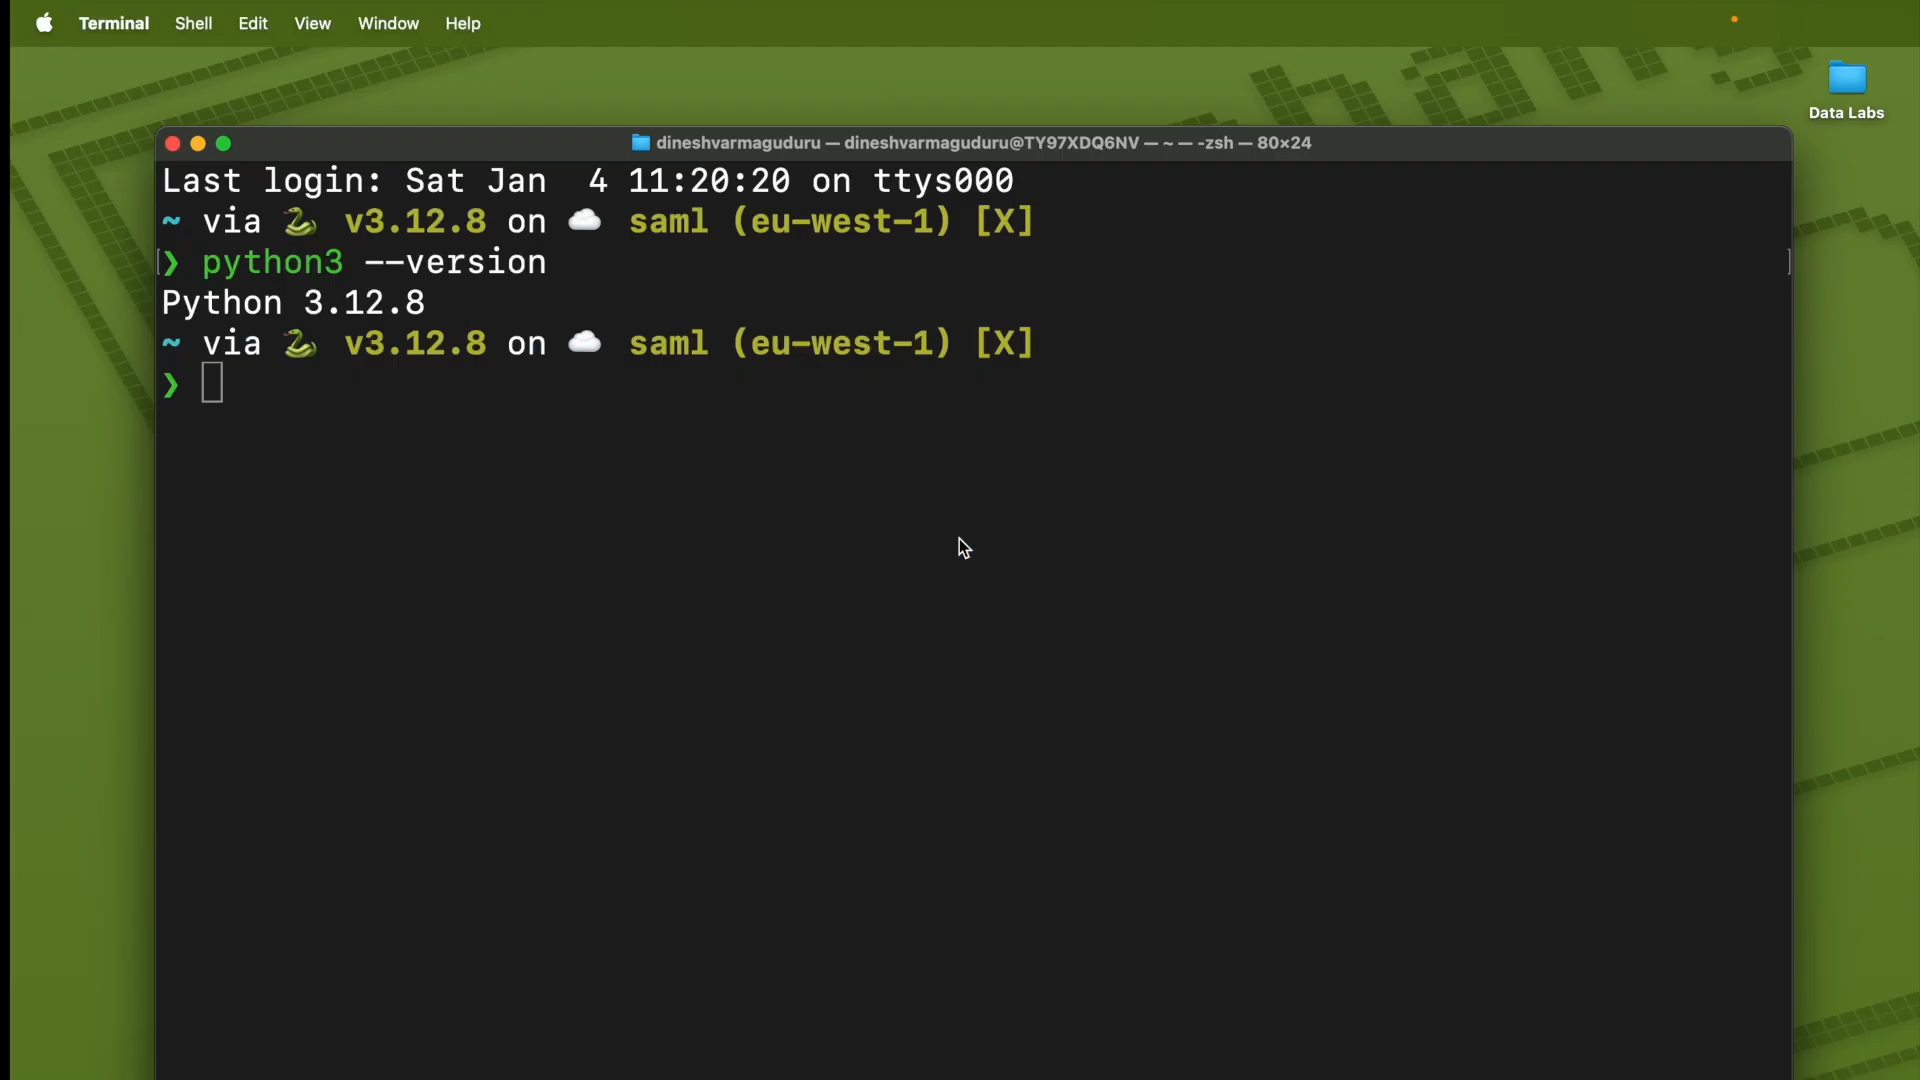 Terminal Shell Edit View Window Help
Data Labs
dineshvarmaguduru — dineshvarmaguduru@TY97XDQ6NV — ~ — -zsh — 80×24
Last login: Sat Jan  4 11:20:20 on ttys000
~ via 🐍 v3.12.8 on ☁️ saml (eu-west-1) [X]
❯ python3 --version
Python 3.12.8
~ via 🐍 v3.12.8 on ☁️ saml (eu-west-1) [X]
❯